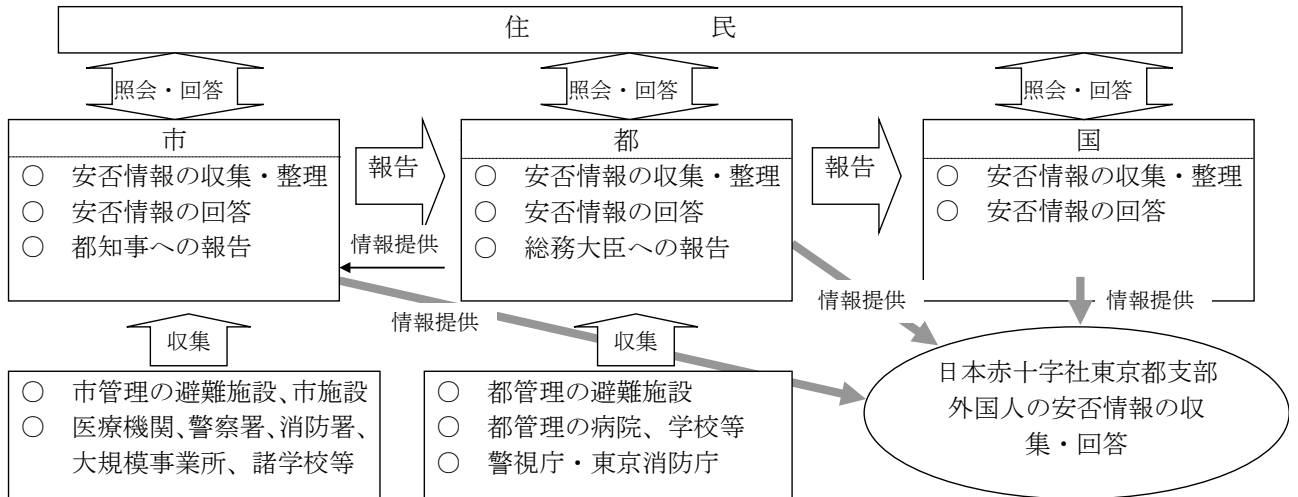 住　　　　　民
照会・回答
照会・回答
照会・回答
市
○　安否情報の収集・整理
○　安否情報の回答
○　都知事への報告
報告
都
○　安否情報の収集・整理
○　安否情報の回答
○　総務大臣への報告
報告
国
○　安否情報の収集・整理
○　安否情報の回答
情報提供
情報提供
情報提供
情報提供
収集
収集
○　市管理の避難施設、市施設
○　医療機関、警察署、消防署、
大規模事業所、諸学校等
○　都管理の避難施設
○　都管理の病院、学校等
○　警視庁・東京消防庁
日本赤十字社東京都支部
外国人の安否情報の収
集・回答